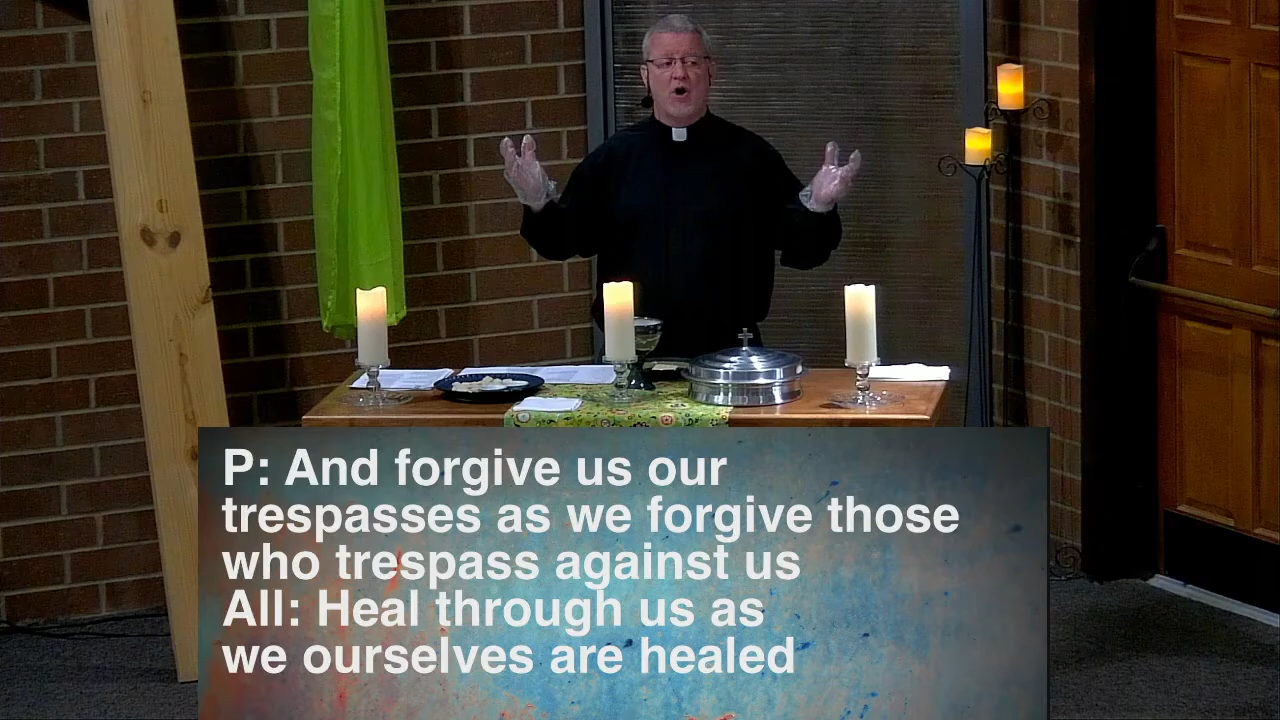 P: And forgive us our
trespasses as we forgive those
who trespass against us
All: Heal through us as
we ourselves are healed